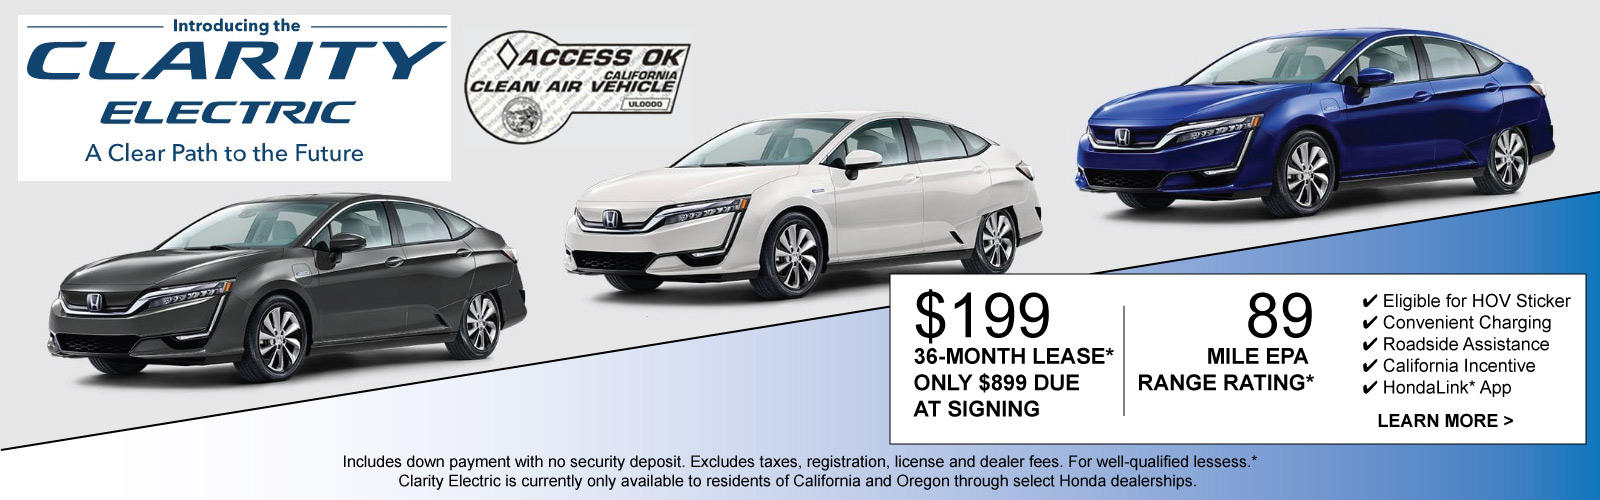 Introducing the
CLARITY
ELECTRIC
A Clear Path to the Future
ACCESS OK
CALIFORNIA
CLEAN AIR VEHICLE
UL0000
$199
36-MONTH LEASE*
ONLY $899 DUE
AT SIGNING
89
MILE EPA
RANGE RATING*
✔ Eligible for HOV Sticker
✔ Convenient Charging
✔ Roadside Assistance
✔ California Incentive
✔ HondaLink* App
LEARN MORE >
Includes down payment with no security deposit. Excludes taxes, registration, license and dealer fees. For well-qualified lessess.*
Clarity Electric is currently only available to residents of California and Oregon through select Honda dealerships.